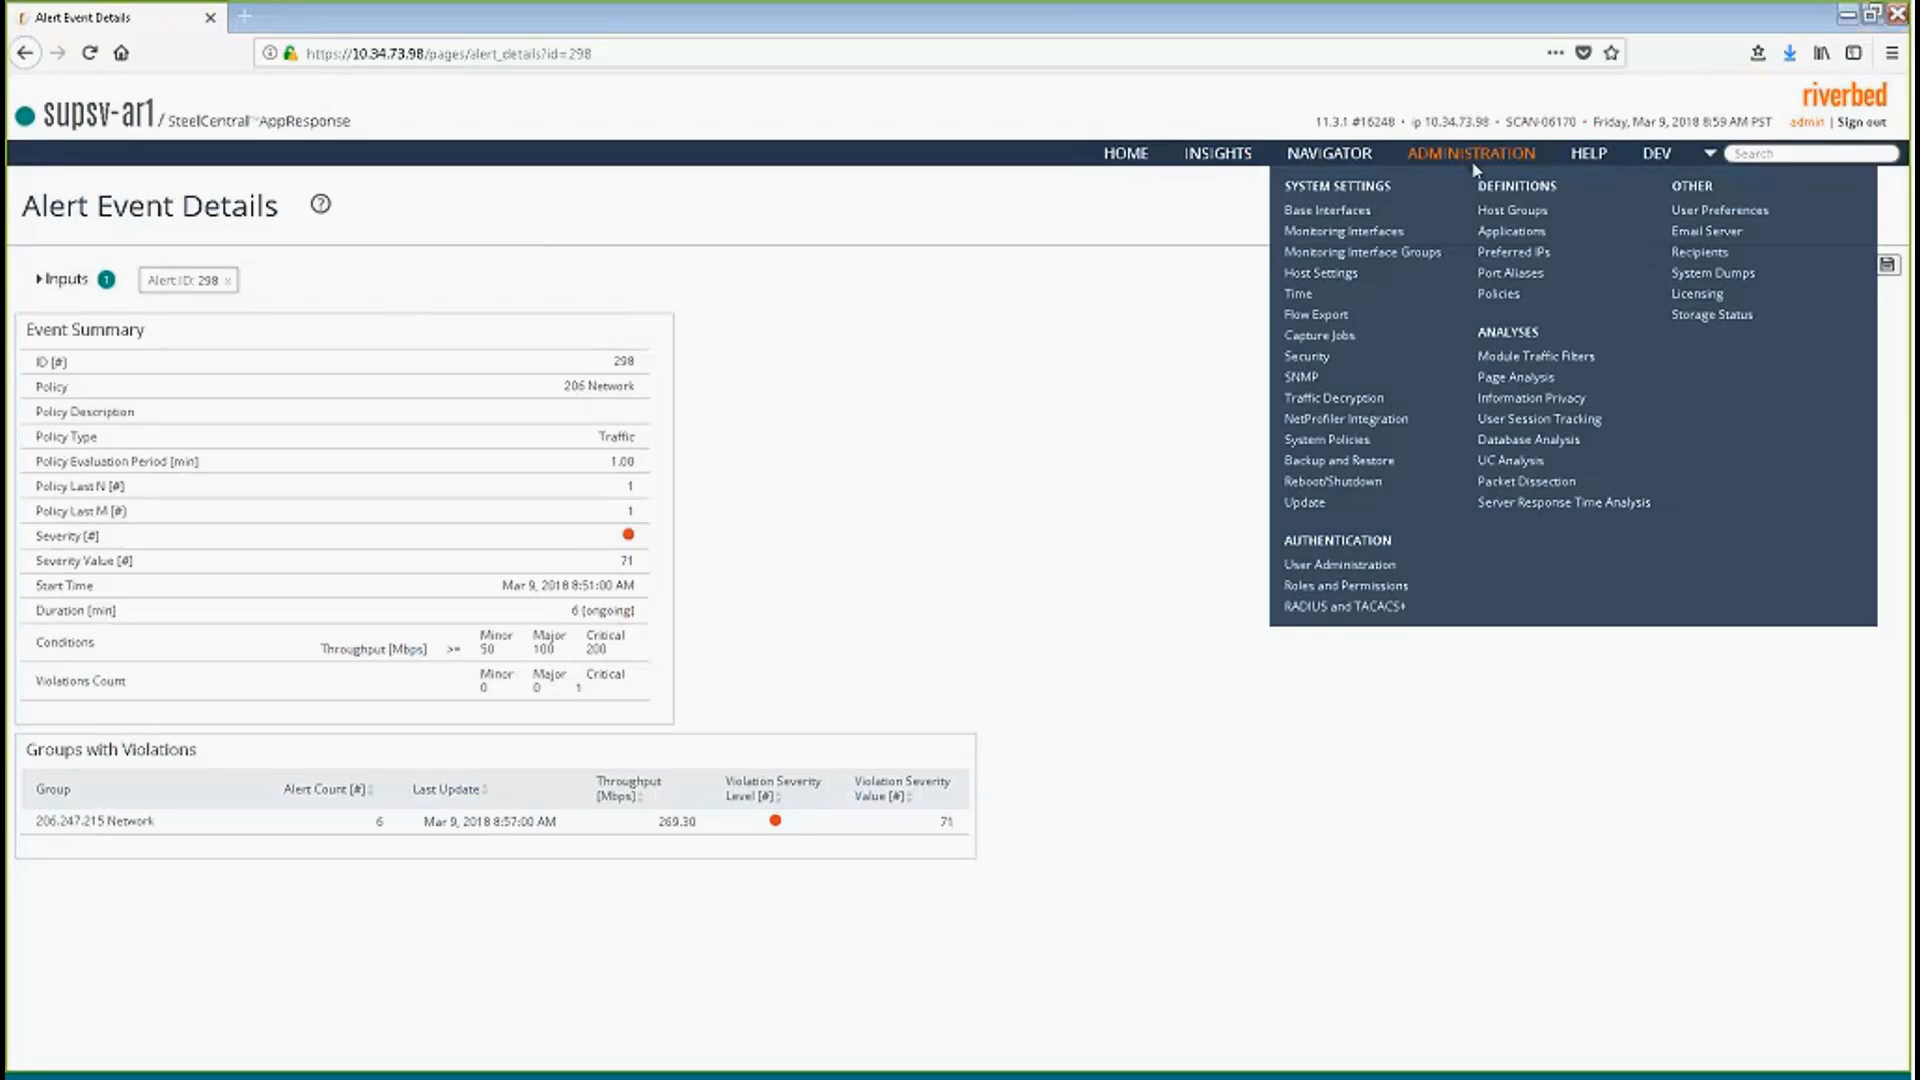 Alert Event Details
https://10.34.73.98/pages/alert_details?id=298
riverbed
supsv-ar1 / SteelCentral™AppResponse
11.3.1 #16248 • ip 10.34.73.98 • SCAN-06170 • Friday, Mar 9, 2018 8:59 AM PST
admin | Sign out
HOME INSIGHTS NAVIGATOR ADMINISTRATION HELP DEV Search
Alert Event Details ?
Inputs 1 Alert ID: 298 x
SYSTEM SETTINGS
Base Interfaces
Monitoring Interfaces
Monitoring Interface Groups
Host Settings
Time
Flow Export
Capture Jobs
Security
SNMP
Traffic Decryption
NetProfiler Integration
System Policies
Backup and Restore
Reboot/Shutdown
Update
AUTHENTICATION
User Administration
Roles and Permissions
RADIUS and TACACS+
DEFINITIONS
Host Groups
Applications
Preferred IPs
Port Aliases
Policies
ANALYSES
Module Traffic Filters
Page Analysis
Information Privacy
User Session Tracking
Database Analysis
UC Analysis
Packet Dissection
Server Response Time Analysis
OTHER
User Preferences
Email Server
Recipients
System Dumps
Licensing
Storage Status
Event Summary
ID [#] 298
Policy 206 Network
Policy Description
Policy Type Traffic
Policy Evaluation Period [min] 1.00
Policy Last N [#] 1
Policy Last M [#] 1
Severity [#]
Severity Value [#] 71
Start Time Mar 9, 2018 8:51:00 AM
Duration [min] 6 [ongoing]
Conditions Throughput [Mbps] >= Minor Major Critical
50 100 200
Violations Count Minor Major Critical
0 0 1
Groups with Violations
Group Alert Count [#] Last Update Throughput [Mbps] Violation Severity Level [#] Violation Severity Value [#]
206.247.215 Network 6 Mar 9, 2018 8:57:00 AM 269.30 71